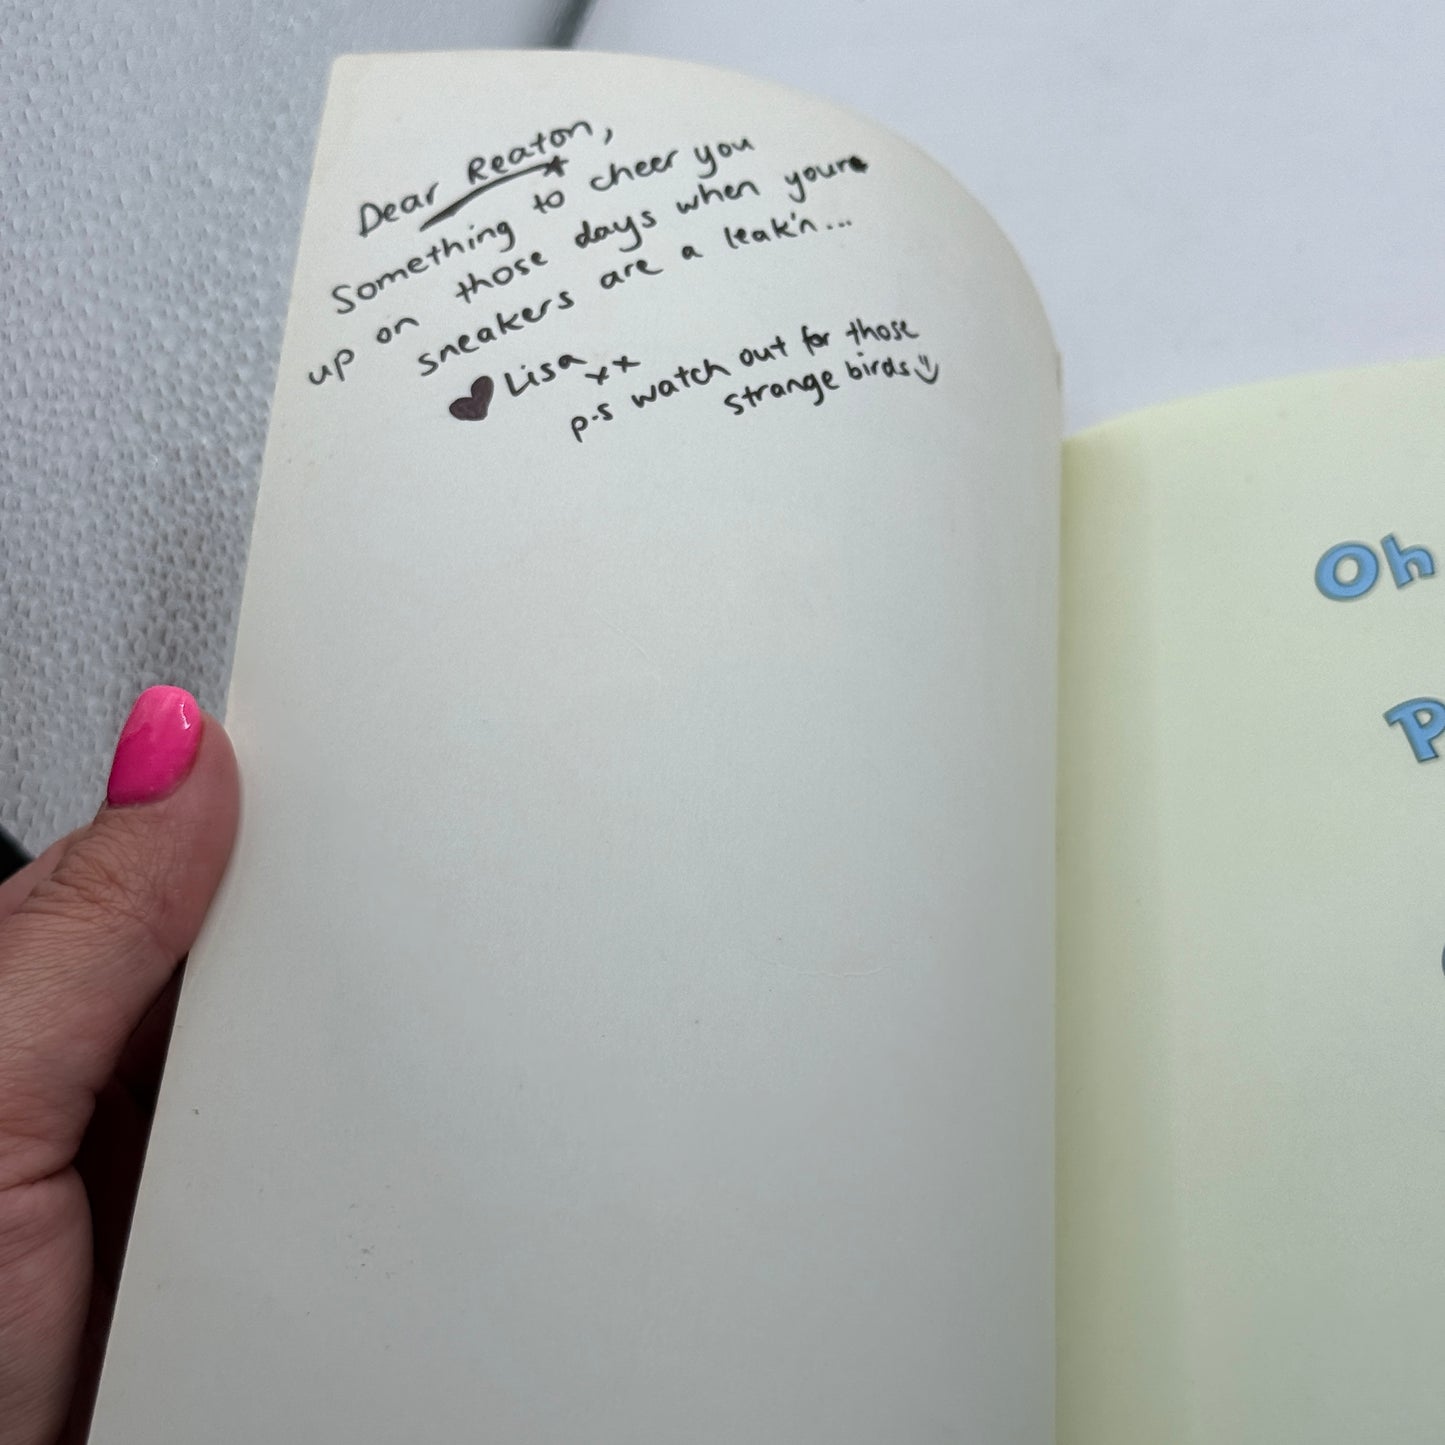 Dear Reaton,
Something to cheer you
up on those days when your
sneakers are a leak'n...
♥ Lisa xx
p.s watch out for those
strange birds
Oh
P